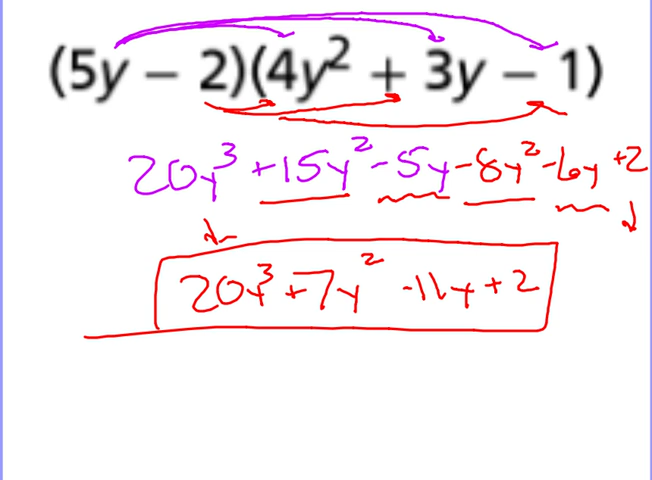 (5y − 2)(4y² + 3y − 1)
20y³ +15y² -5y -8y² -6y +2
20y³ +7y² -11y +2